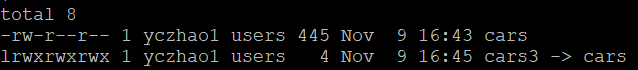 total 8
-rw-r--r-- 1 yczhao1 users 445 Nov  9 16:43 cars
lrwxrwxrwx 1 yczhao1 users   4 Nov  9 16:45 cars3 -> cars